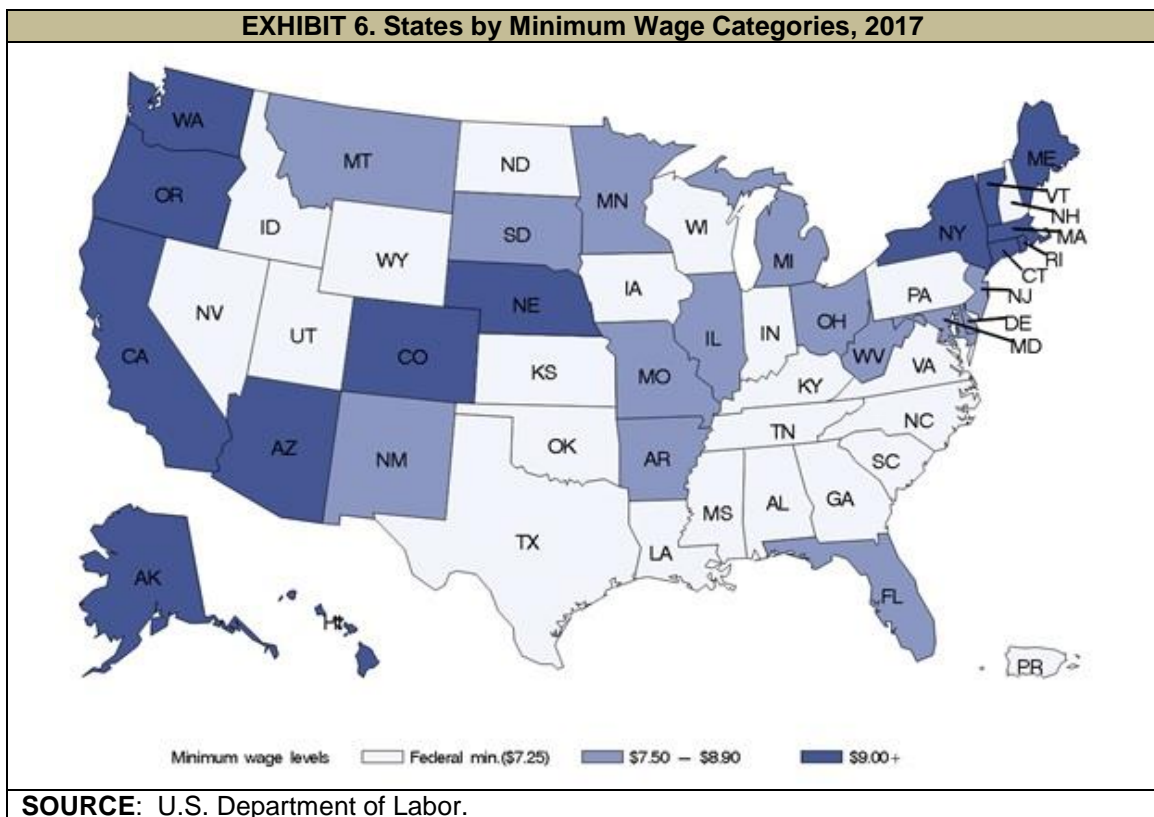 EXHIBIT 6. States by Minimum Wage Categories, 2017
WA
MT
ND
MN
ME
OR
VT
ID
SD
WI
NH
NY
MA
WY
MI
RI
CT
IA
PA
NE
NJ
NV
OH
DE
UT
IL
IN
MD
CA
CO
WV
KS
MO
VA
KY
NC
TN
AZ
OK
NM
AR
SC
MS
AL
GA
TX
LA
AK
FL
PR
Minimum wage levels Federal min.($7.25) $7.50 – $8.90 $9.00+
SOURCE: U.S. Department of Labor.